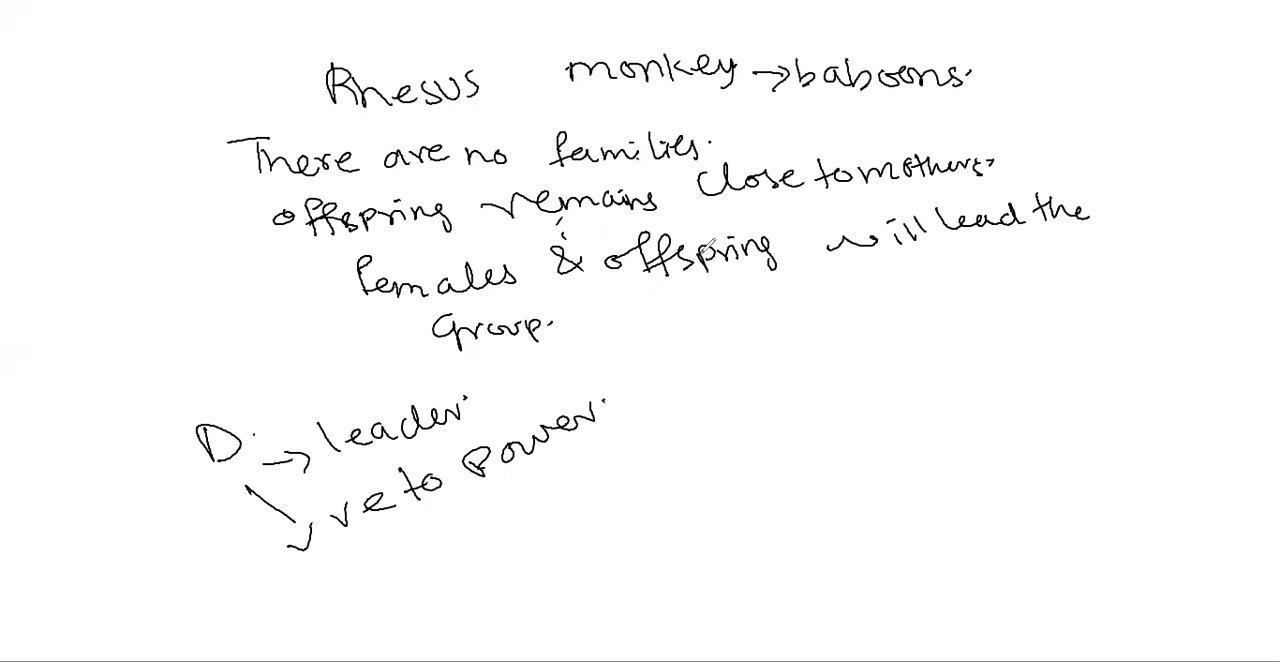 Rhesus monkey → baboons.
There are no families.
offspring remains close to mothers.
females & offspring will lead the
group.
D. → leader.
veto power.